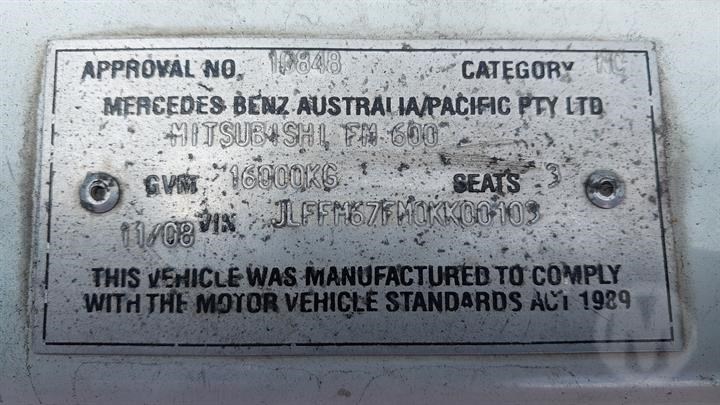 APPROVAL NO. 10848 CATEGORY NC
MERCEDES BENZ AUSTRALIA/PACIFIC PTY LTD
MITSUBISHI FM 600
GVM 16000KG SEATS 3
11/08 VIN JLFFM67FM0KK00109
THIS VEHICLE WAS MANUFACTURED TO COMPLY
WITH THE MOTOR VEHICLE STANDARDS ACT 1989